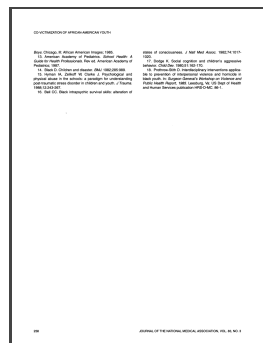 CO-VICTIMIZATION OF AFRICAN-AMERICAN YOUTH
Boys. Chicago, Ill: African American Images; 1985.
13. American Academy of Pediatrics. School Health: A
Guide for Health Professionals. Rev ed. American Academy of
Pediatrics; 1987.
14. Black D. Children and disaster. BMJ. 1982;285:989
15. Hyman IA, Zelikoff W, Clarke J. Psychological and
physical abuse in the schools: a paradigm for understanding
post-traumatic stress disorder in children and youth. J Trauma.
1988;12:243-267.
16. Bell CC. Black intrapsychic survival skills: alteration of
states of consciousness. J Natl Med Assoc. 1982;74:1017-
1020.
17. Dodge K. Social cognition and children's aggressive
behavior. Child Dev. 1980;51:162-170.
18. Prothrow-Stith D. Interdisciplinary interventions applica-
ble to prevention of interpersonal violence and homicide in
black youth. In: Surgeon General's Workshop on Violence and
Public Health Report, 1985. Leesburg, Va: US Dept of Health
and Human Services publication HRS-D-MC, 86-1.
JOURNAL OF THE NATIONAL MEDICAL ASSOCIATION, VOL. 85, NO. 3